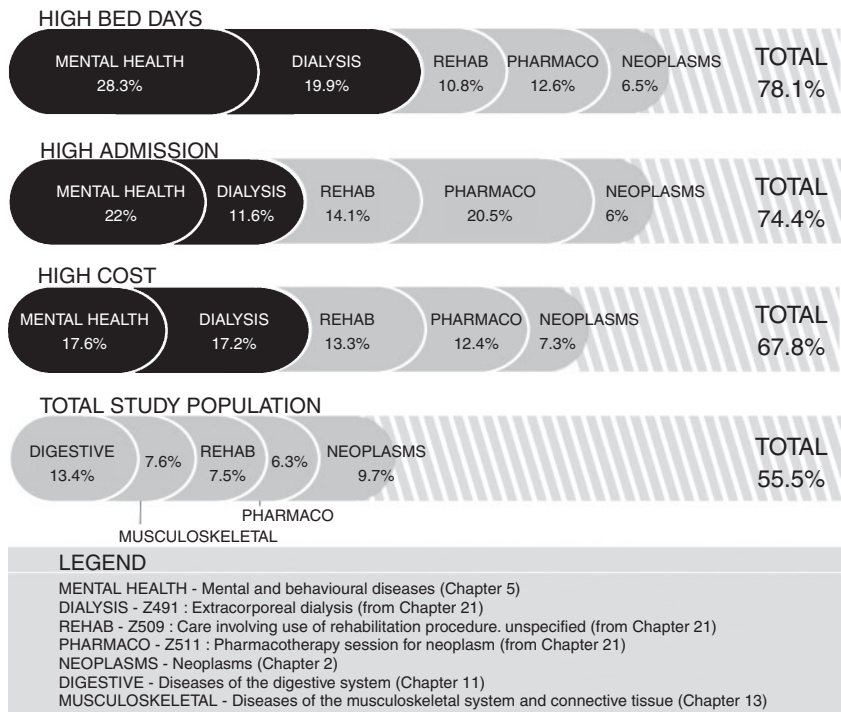 HIGH BED DAYS
MENTAL HEALTH DIALYSIS REHAB PHARMACO NEOPLASMS TOTAL
28.3% 19.9% 10.8% 12.6% 6.5% 78.1%
HIGH ADMISSION
MENTAL HEALTH DIALYSIS REHAB PHARMACO NEOPLASMS TOTAL
22% 11.6% 14.1% 20.5% 6% 74.4%
HIGH COST
MENTAL HEALTH DIALYSIS REHAB PHARMACO NEOPLASMS TOTAL
17.6% 17.2% 13.3% 12.4% 7.3% 67.8%
TOTAL STUDY POPULATION
DIGESTIVE 7.6% REHAB 6.3% NEOPLASMS TOTAL
13.4% 7.5% 9.7% 55.5%
PHARMACO
MUSCULOSKELETAL
LEGEND
MENTAL HEALTH - Mental and behavioural diseases (Chapter 5)
DIALYSIS - Z491 : Extracorporeal dialysis (from Chapter 21)
REHAB - Z509 : Care involving use of rehabilitation procedure. unspecified (from Chapter 21)
PHARMACO - Z511 : Pharmacotherapy session for neoplasm (from Chapter 21)
NEOPLASMS - Neoplasms (Chapter 2)
DIGESTIVE - Diseases of the digestive system (Chapter 11)
MUSCULOSKELETAL - Diseases of the musculoskeletal system and connective tissue (Chapter 13)